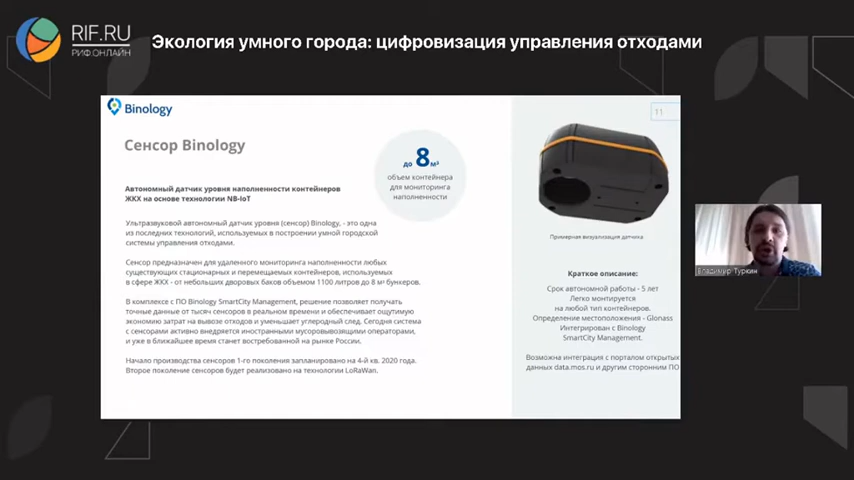 RIF.RU
РИФ.ОНЛАЙН
Экология умного города: цифровизация управления отходами
Binology
11
Сенсор Binology
до 8 м³
объем контейнера
для мониторинга
наполненности
Автономный датчик уровня наполненности контейнеров
ЖКХ на основе технологии NB-IoT
Ультразвуковой автономный датчик уровня (сенсор) Binology, - это одна
из последних технологий, используемых в построении умной городской
системы управления отходами.
Сенсор предназначен для удаленного мониторинга наполненности любых
существующих стационарных и перемещаемых контейнеров, используемых
в сфере ЖКХ - от небольших дворовых баков объемом 1100 литров до 8 м³ бункеров.
В комплексе с ПО Binology SmartCity Management, решение позволяет получать
точные данные от тысяч сенсоров в реальном времени и обеспечивает ощутимую
экономию затрат на вывозе отходов и уменьшает углеродный след. Сегодня система
с сенсорами активно внедряется иностранными мусоровывозящими операторами,
и уже в ближайшее время станет востребованной на рынке России.
Начало производства сенсоров 1-го поколения запланировано на 4-й кв. 2020 года.
Второе поколение сенсоров будет реализовано на технологии LoRaWan.
Примерная визуализация датчика
Краткое описание:
Срок автономной работы - 5 лет
Легко монтируется
на любой тип контейнеров.
Определение местоположения - Glonass
Интегрирован с Binology
SmartCity Management.
Возможна интеграция с порталом открытых
данных data.mos.ru и другим сторонним ПО
Владимир Туркин